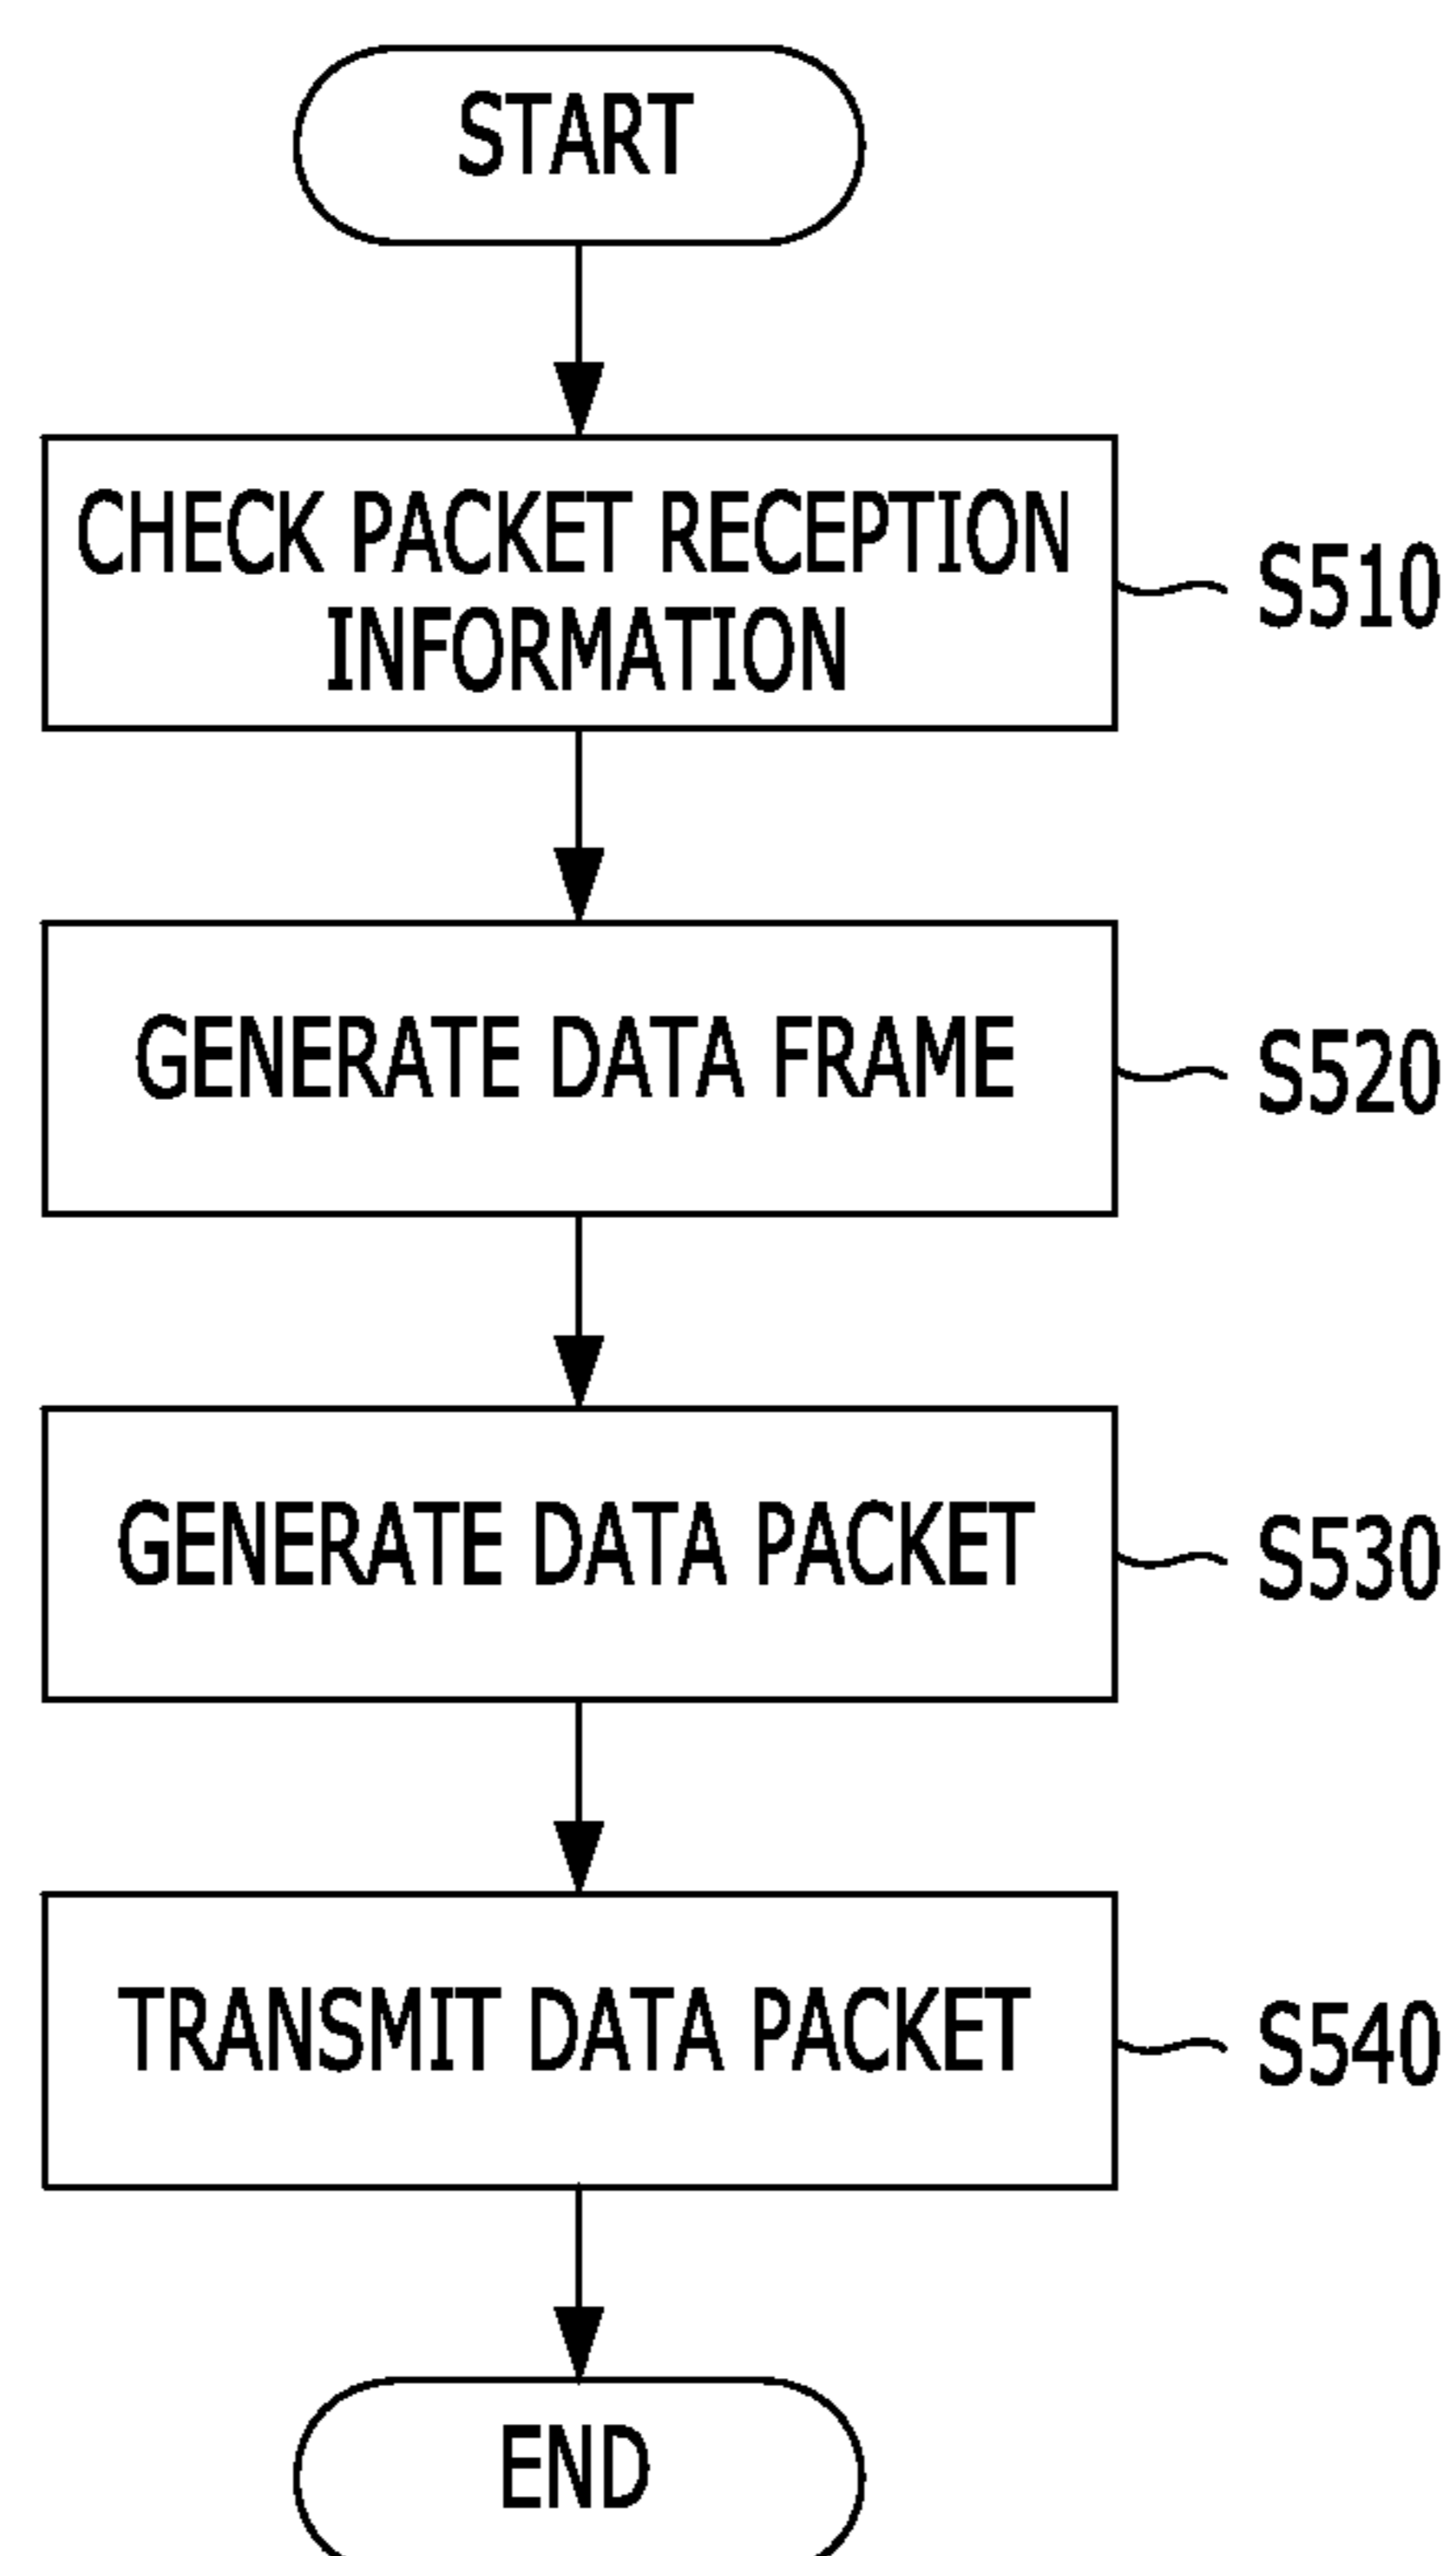 START
CHECK PACKET RECEPTION
INFORMATION
S510
GENERATE DATA FRAME
S520
GENERATE DATA PACKET
S530
TRANSMIT DATA PACKET
S540
END